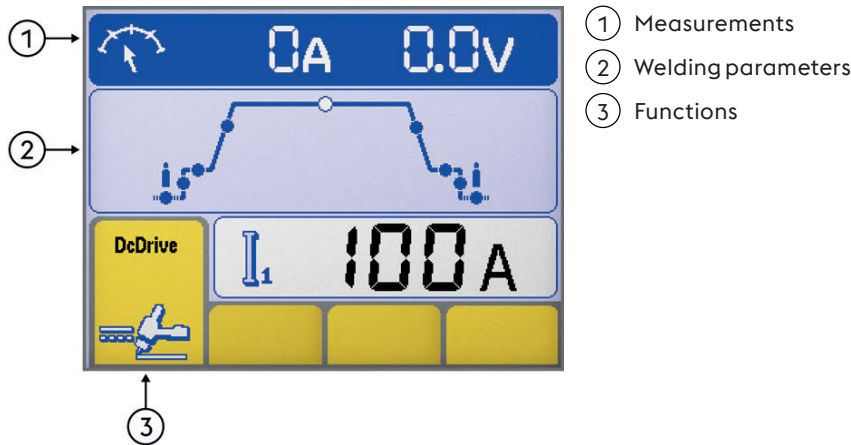 1
0A 0.0V
1 Measurements
2 Welding parameters
3 Functions
2
DcDrive
I1 100A
3